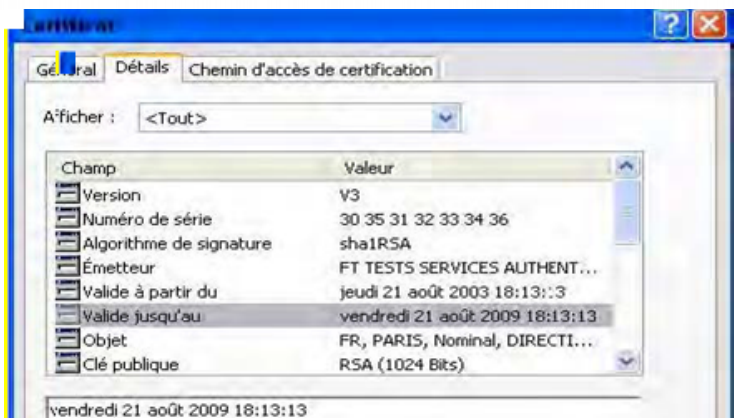 Général Détails Chemin d'accès de certification
Afficher : <Tout>
Champ Valeur
Version V3
Numéro de série 30 35 31 32 33 34 36
Algorithme de signature sha1RSA
Émetteur FT TESTS SERVICES AUTHENT...
Valide à partir du jeudi 21 août 2003 18:13:13
Valide jusqu'au vendredi 21 août 2009 18:13:13
Objet FR, PARIS, Nominal, DIRECTI...
Clé publique RSA (1024 Bits)
vendredi 21 août 2009 18:13:13